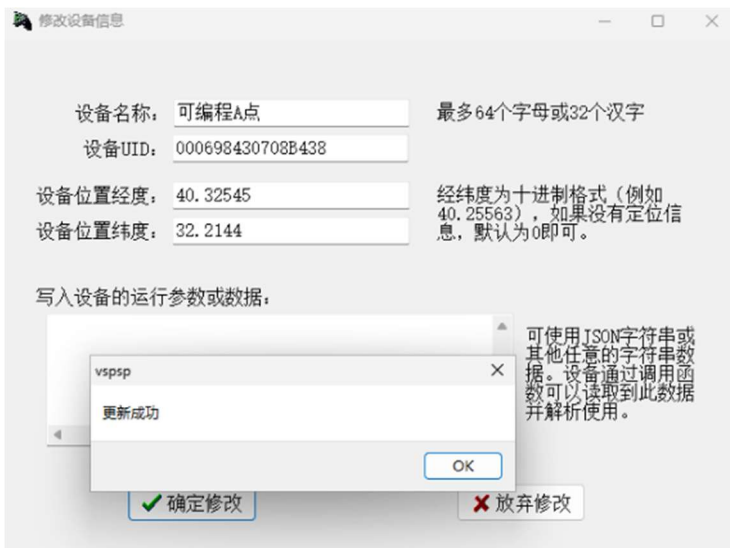 修改设备信息
设备名称: 可编程A点 最多64个字母或32个汉字
设备UID: 000698430708B438
设备位置经度: 40.32545
设备位置纬度: 32.2144
经纬度为十进制格式（例如
40.25563），如果没有定位信
息，默认为0即可。
写入设备的运行参数或数据:
可使用JSON字符串或
其他任意的字符串数
据。设备通过调用函
数可以读取到此数据
并解析使用。
vspsp
更新成功
OK
确定修改
放弃修改